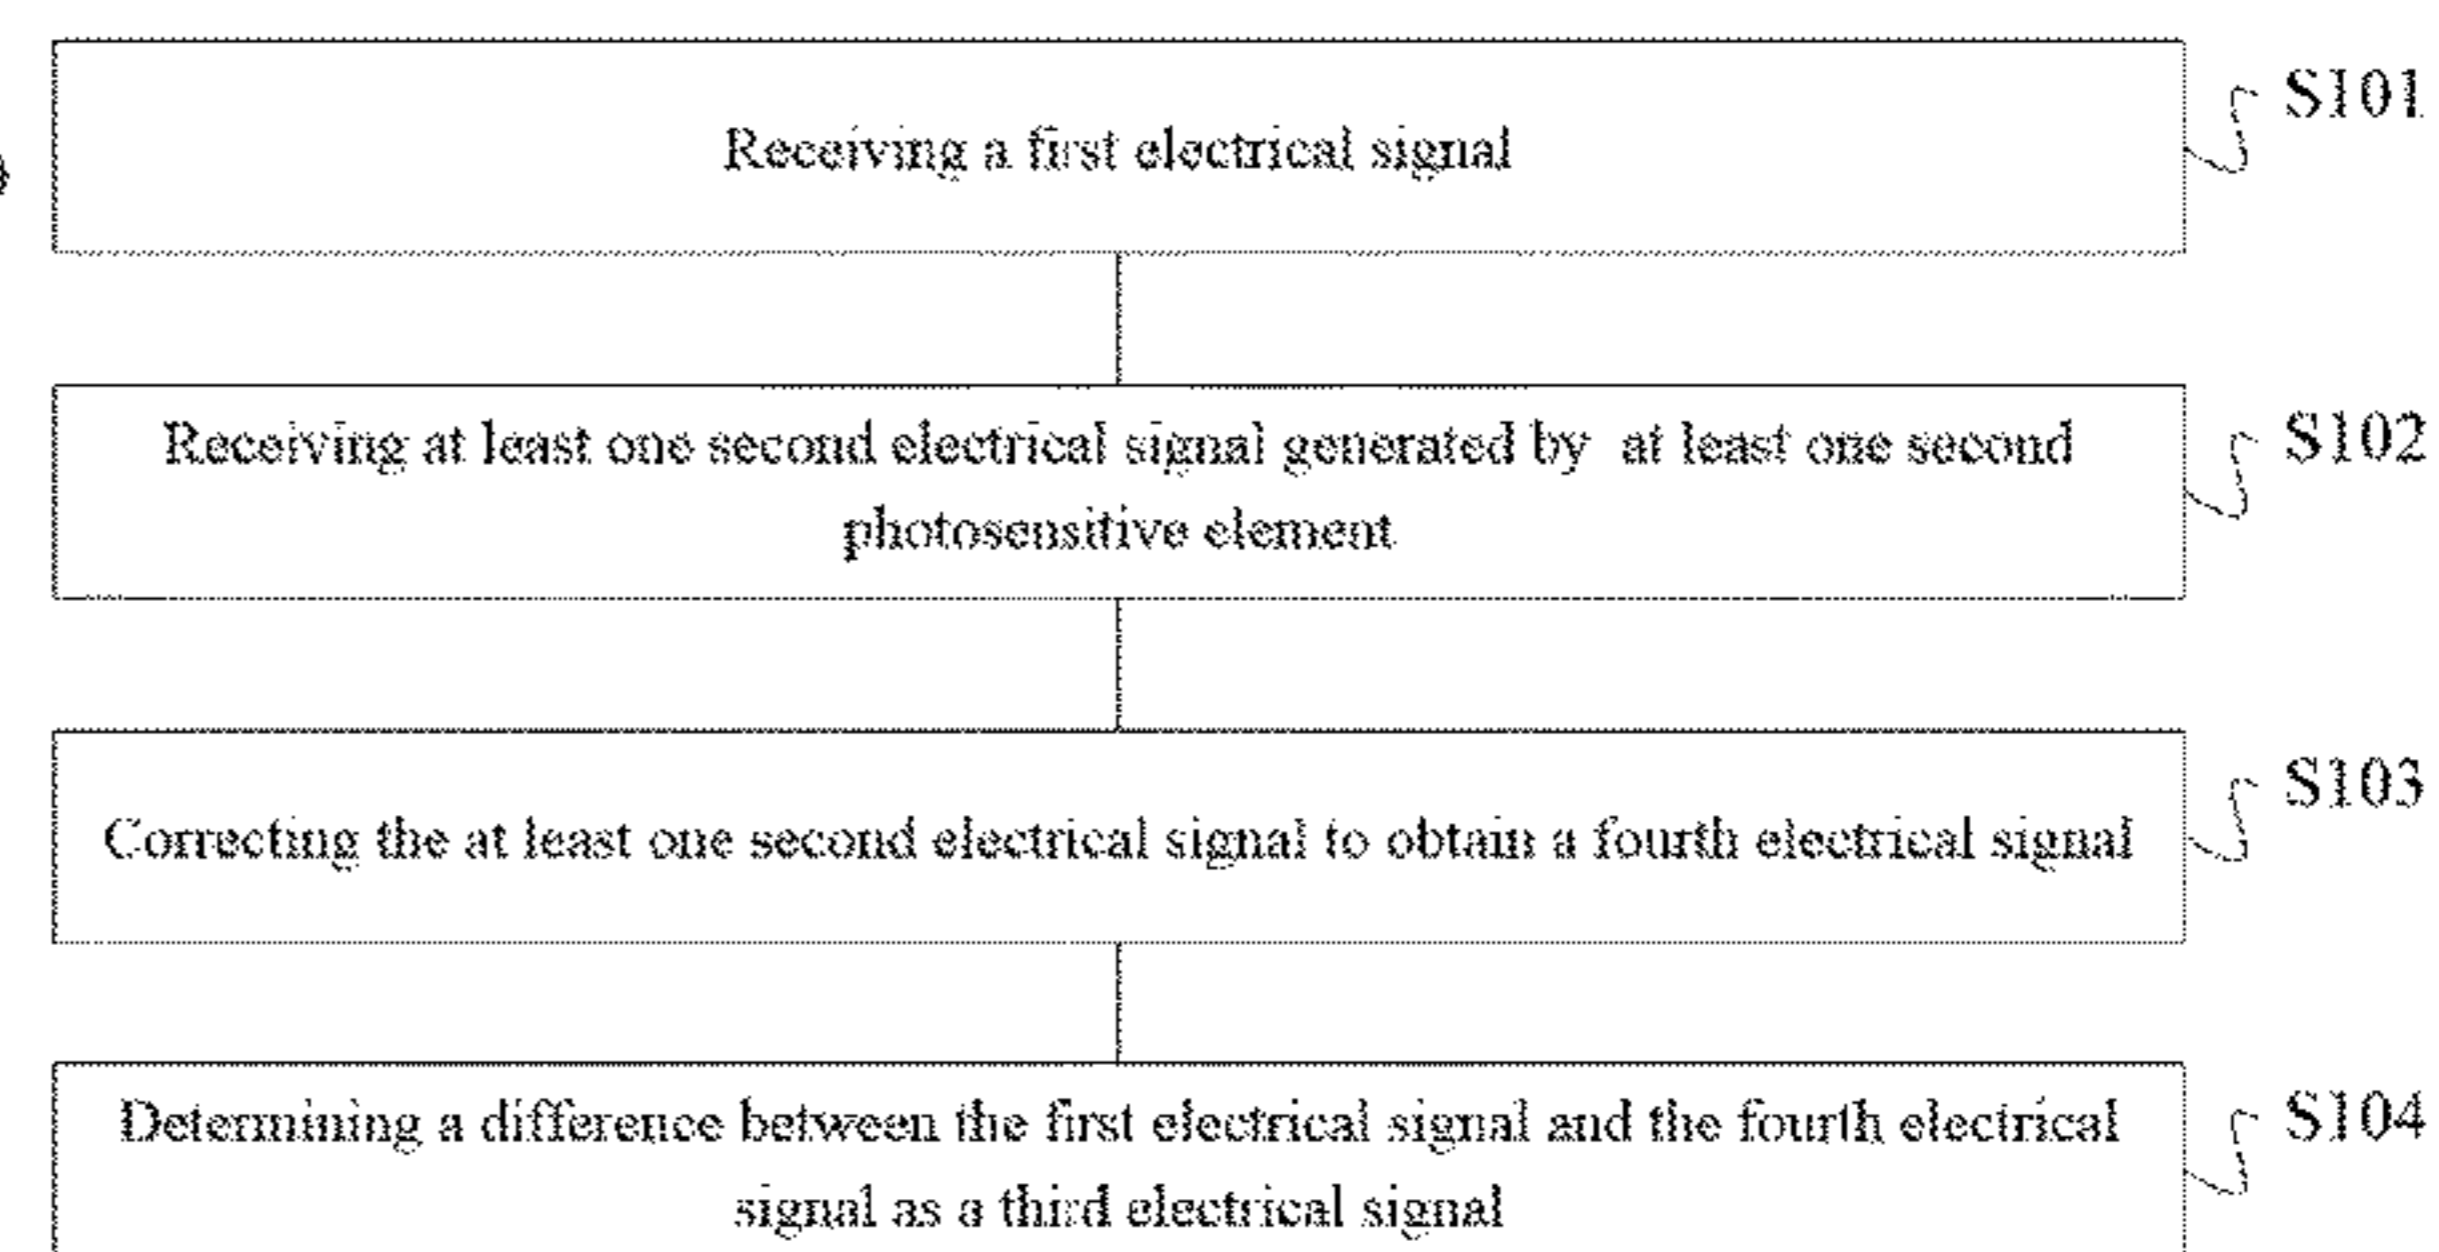 Receiving a first electrical signal
S101
Receiving at least one second electrical signal generated by at least one second
photosensitive element
S102
Correcting the at least one second electrical signal to obtain a fourth electrical signal
S103
Determining a difference between the first electrical signal and the fourth electrical
signal as a third electrical signal
S104